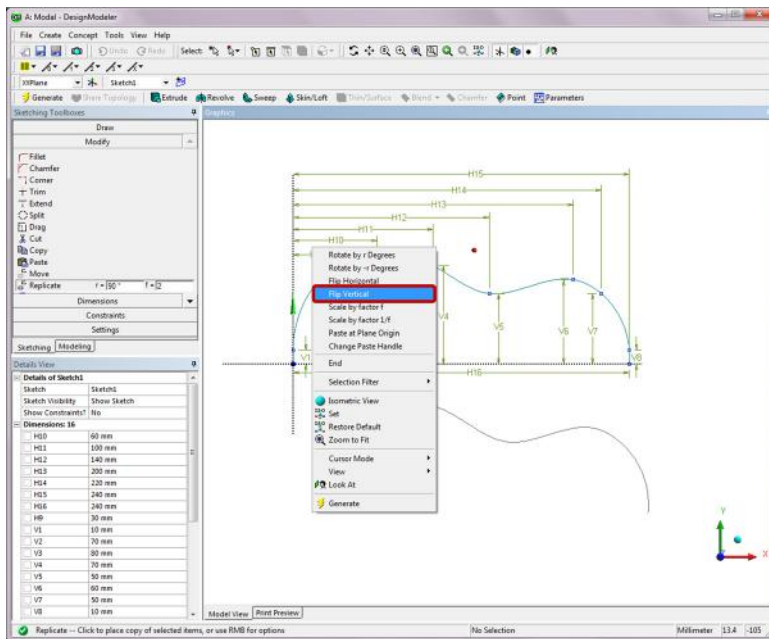 A: Model - DesignModeler
File Create Concept Tools View Help
Undo Redo Select:
XYPlane Sketch1
Generate Share Topology Extrude Revolve Sweep Skin/Loft Thin/Surface Blend Chamfer Point Parameters
Sketching Toolboxes
Draw
Modify
Fillet
Chamfer
Corner
Trim
Extend
Split
Drag
Cut
Copy
Paste
Move
Replicate r = 90 ° f = 2
Dimensions
Constraints
Settings
Sketching Modeling
Details View
Details of Sketch1
Sketch Sketch1
Sketch Visibility Show Sketch
Show Constraints? No
Dimensions: 16
H10 60 mm
H11 100 mm
H12 140 mm
H13 200 mm
H14 220 mm
H15 240 mm
H16 240 mm
H9 30 mm
V1 10 mm
V2 70 mm
V3 80 mm
V4 70 mm
V5 50 mm
V6 60 mm
V7 50 mm
V8 10 mm
Graphics
H15
H14
H13
H12
H11
H10
V1
V4
V5
V6
V7
V8
H16
Rotate by r Degrees
Rotate by -r Degrees
Flip Horizontal
Flip Vertical
Scale by factor f
Scale by factor 1/f
Paste at Plane Origin
Change Paste Handle
End
Selection Filter
Isometric View
ISO Set
ISO Restore Default
Zoom to Fit
Cursor Mode
View
Look At
Generate
Y
X
Model View Print Preview
Replicate -- Click to place copy of selected items, or use RMB for options No Selection Millimeter 13.4 -105